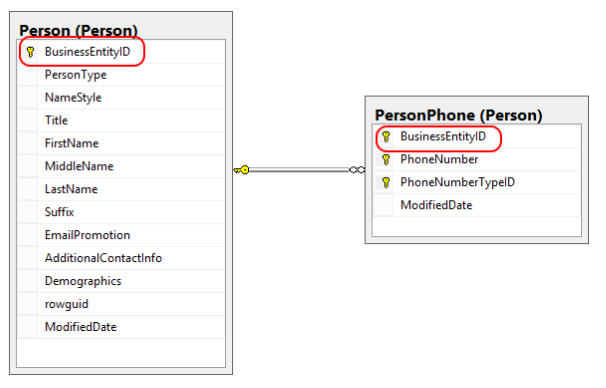 Person (Person)
BusinessEntityID
PersonType
NameStyle
Title
FirstName
MiddleName
LastName
Suffix
EmailPromotion
AdditionalContactInfo
Demographics
rowguid
ModifiedDate
PersonPhone (Person)
BusinessEntityID
PhoneNumber
PhoneNumberTypeID
ModifiedDate